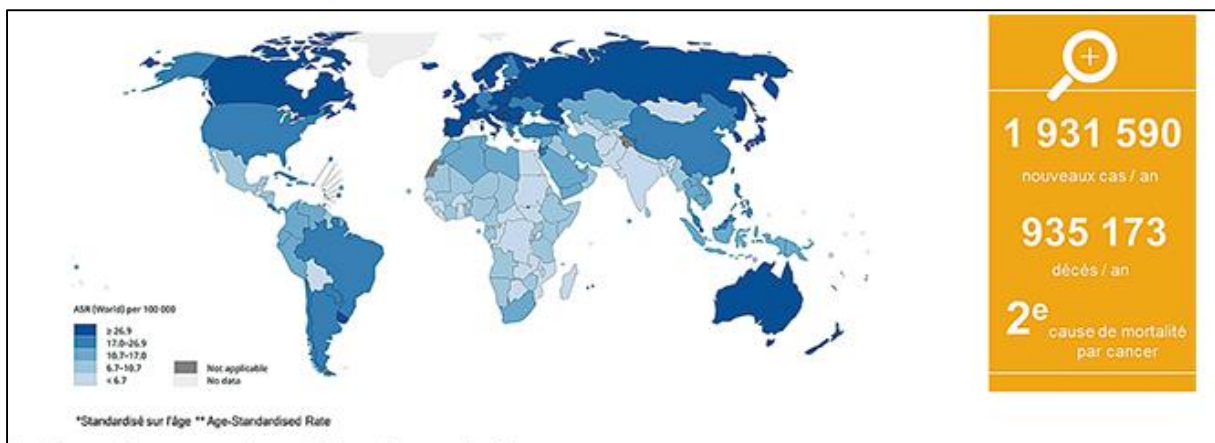 1 931 590
nouveaux cas / an
935 173
décès / an
2e
cause de mortalité
par cancer
ASR (World) per 100 000
≥ 26.9
17.0–26.9
10.7–17.0
6.7–10.7
< 6.7
Not applicable
No data
*Standardisé sur l'âge ** Age-Standardised Rate